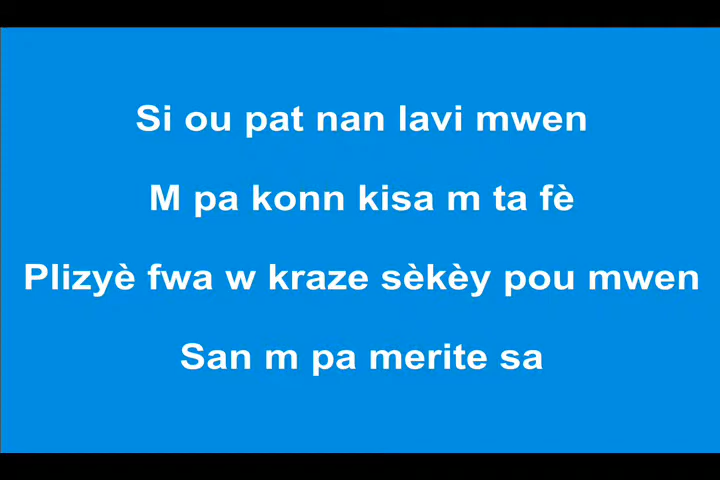 Si ou pat nan lavi mwen
M pa konn kisa m ta fè
Plizyè fwa w kraze sèkèy pou mwen
San m pa merite sa